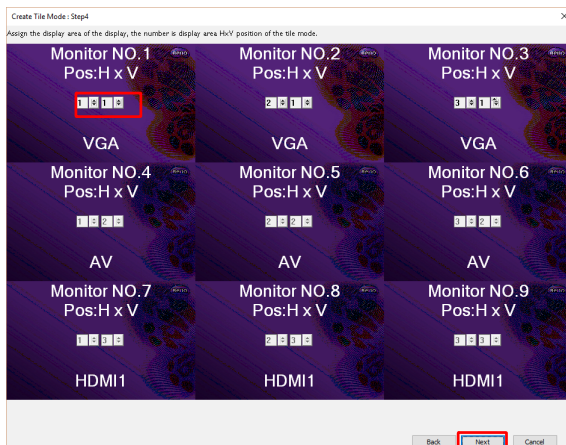 Create Tile Mode : Step4
Assign the display area of the display, the number is display area HxY position of the tile mode.
Monitor NO.1
Pos:H x V
1 1
VGA
Monitor NO.2
Pos:H x V
2 1
VGA
Monitor NO.3
Pos:H x V
3 1
VGA
Monitor NO.4
Pos:H x V
1 2
AV
Monitor NO.5
Pos:H x V
2 2
AV
Monitor NO.6
Pos:H x V
3 2
AV
Monitor NO.7
Pos:H x V
1 3
HDMI1
Monitor NO.8
Pos:H x V
2 3
HDMI1
Monitor NO.9
Pos:H x V
3 3
HDMI1
Back Next Cancel